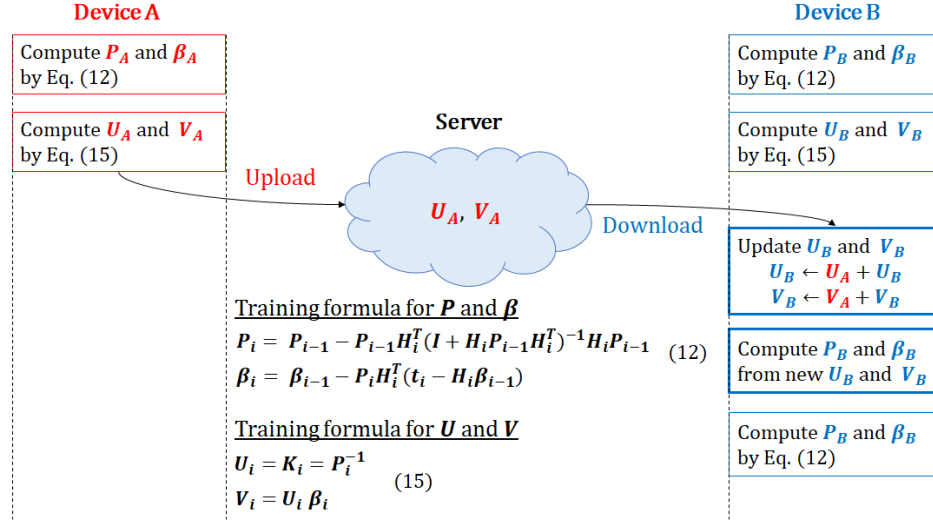 Device A
Compute P_A and β_A
by Eq. (12)
Compute U_A and V_A
by Eq. (15)
Upload
Server
U_A, V_A
Download
Device B
Compute P_B and β_B
by Eq. (12)
Compute U_B and V_B
by Eq. (15)
Update U_B and V_B
U_B ← U_A + U_B
V_B ← V_A + V_B
Compute P_B and β_B
from new U_B and V_B
Compute P_B and β_B
by Eq. (12)
Training formula for P and β
P_i = P_{i−1} − P_{i−1}H_i^T(I + H_iP_{i−1}H_i^T)^{−1}H_iP_{i−1} (12)
β_i = β_{i−1} − P_iH_i^T(t_i − H_iβ_{i−1})
Training formula for U and V
U_i = K_i = P_i^{−1}
(15)
V_i = U_i β_i